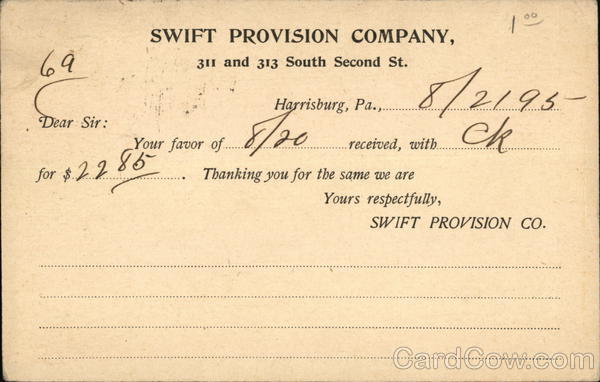 SWIFT PROVISION COMPANY,
1 00
311 and 313 South Second St.
69
Harrisburg, Pa., 8/21 95
Dear Sir:
Your favor of 8/20 received, with Ck
for $ 22 85. Thanking you for the same we are
Yours respectfully,
SWIFT PROVISION CO.
CardCow.com